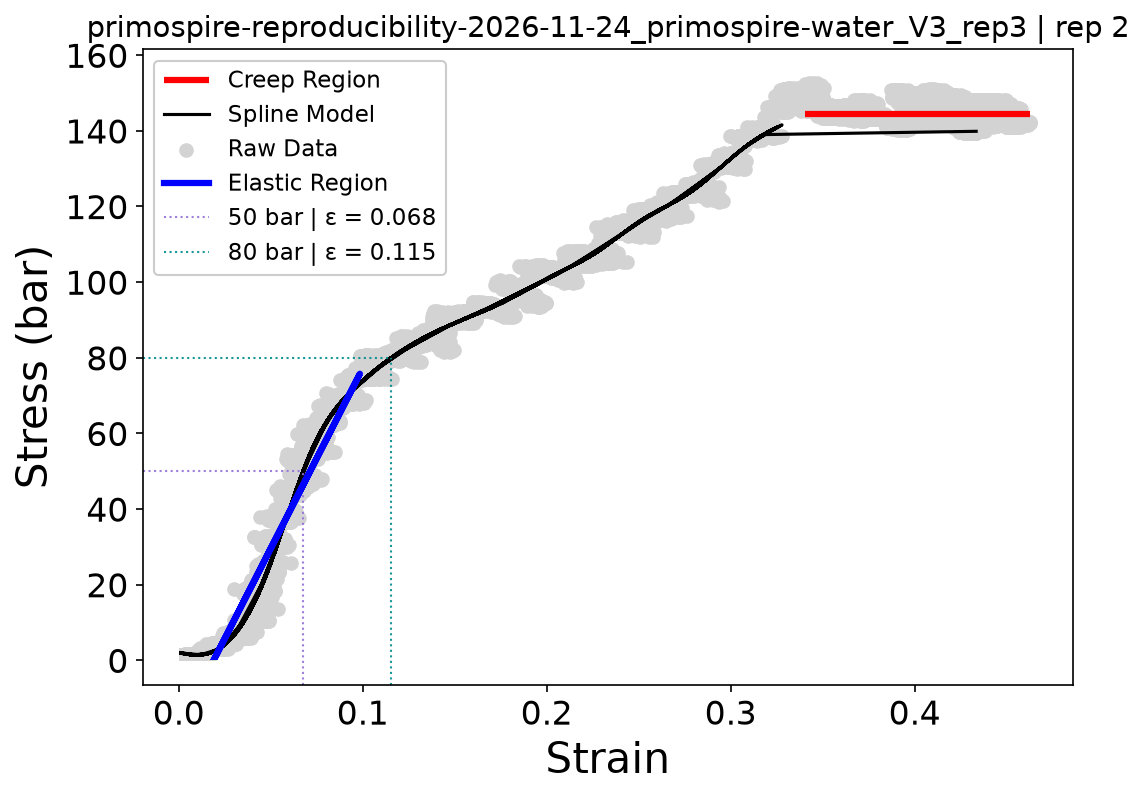 primospire-reproducibility-2026-11-24_primospire-water_V3_rep3 | rep 2
160
140
120
100
80
60
40
20
0
Stress (bar)
Creep Region
Spline Model
Raw Data
Elastic Region
50 bar | ε = 0.068
80 bar | ε = 0.115
0.0 0.1 0.2 0.3 0.4
Strain